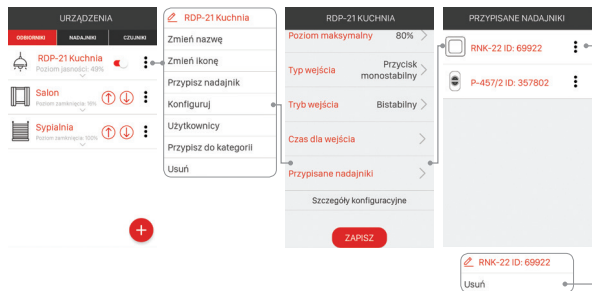 URZĄDZENIA
ODBIORNIKI NADAJNIKI CZUJNIKI
RDP-21 Kuchnia
Poziom jasności: 49%
Salon
Poziom zamknięcia: 19%
Sypialnia
Poziom zamknięcia: 100%
+
RDP-21 Kuchnia
Zmień nazwę
Zmień ikonę
Przypisz nadajnik
Konfiguruj
Użytkownicy
Przypisz do kategorii
Usuń
RDP-21 KUCHNIA
Poziom maksymalny 80%
Typ wejścia Przycisk monostabilny
Tryb wejścia Bistabilny
Czas dla wejścia
Przypisane nadajniki
Szczegóły konfiguracyjne
ZAPISZ
PRZYPISANE NADAJNIKI
RNK-22 ID: 69922
P-457/2 ID: 357802
RNK-22 ID: 69922
Usuń